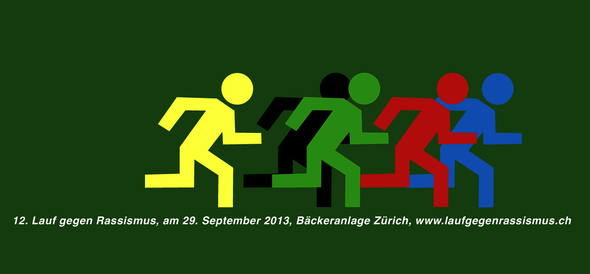 12. Lauf gegen Rassismus, am 29. September 2013, Bäckeranlage Zürich, www.laufgegenrassismus.ch